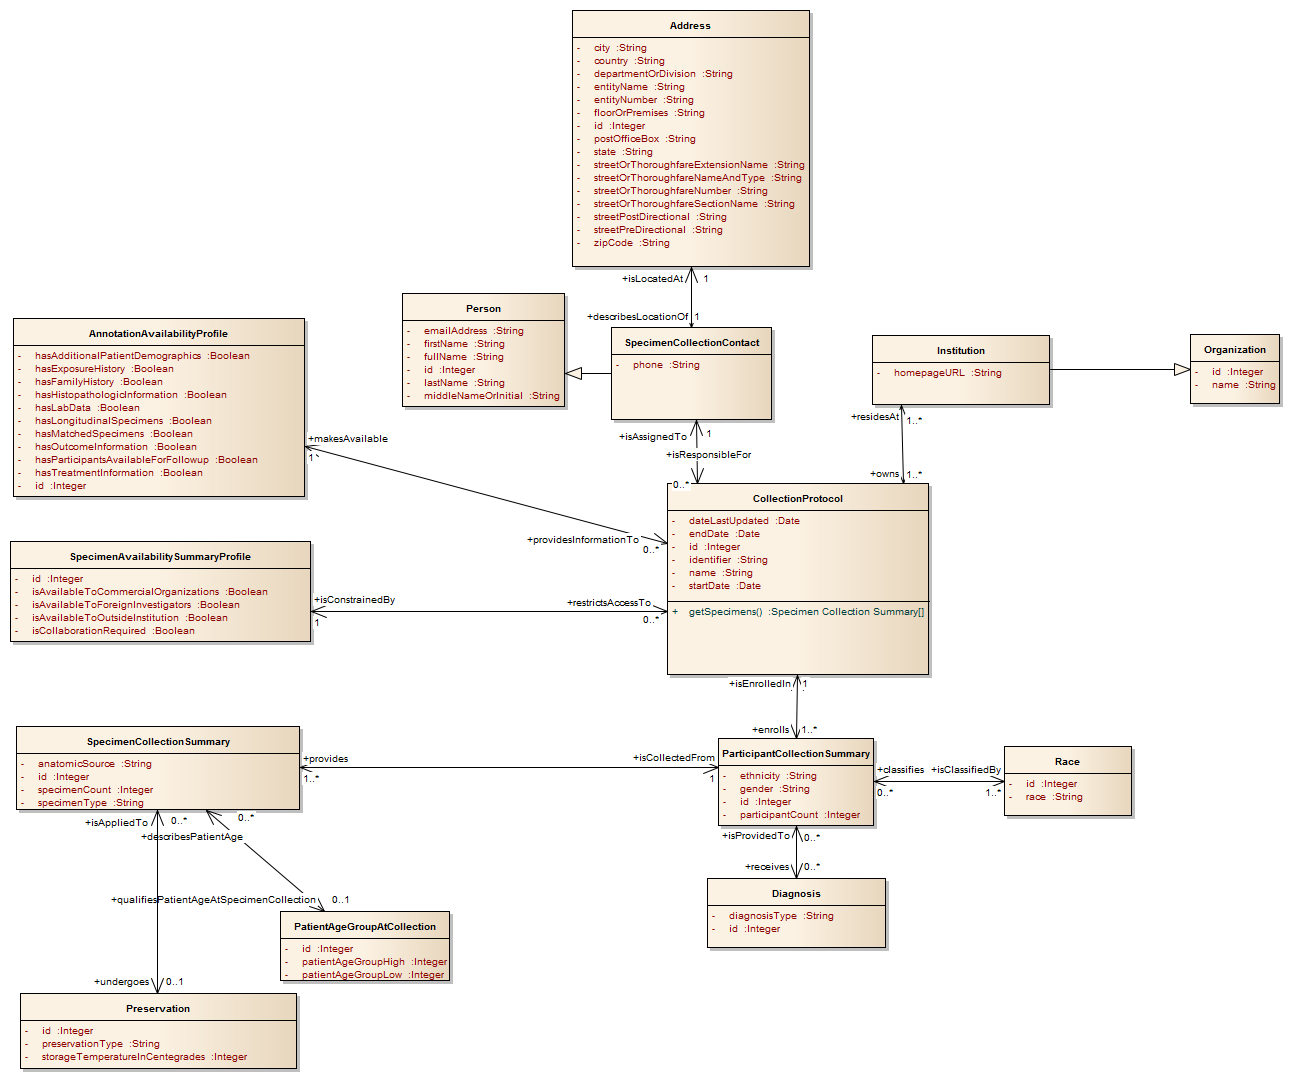 Address
- city :String
- country :String
- departmentOrDivision :String
- entityName :String
- entityNumber :String
- floorOrPremises :String
- id :Integer
- postOfficeBox :String
- state :String
- streetOrThoroughfareExtensionName :String
- streetOrThoroughfareNameAndType :String
- streetOrThoroughfareNumber :String
- streetOrThoroughfareSectionName :String
- streetPostDirectional :String
- streetPreDirectional :String
- zipCode :String
+isLocatedAt 1
+describesLocationOf 1
Person
- emailAddress :String
- firstName :String
- fullName :String
- id :Integer
- lastName :String
- middleNameOrInitial :String
SpecimenCollectionContact
- phone :String
Institution
- homepageURL :String
Organization
- id :Integer
- name :String
AnnotationAvailabilityProfile
- hasAdditionalPatientDemographics :Boolean
- hasExposureHistory :Boolean
- hasFamilyHistory :Boolean
- hasHistopathologicInformation :Boolean
- hasLabData :Boolean
- hasLongitudinalSpecimens :Boolean
- hasMatchedSpecimens :Boolean
- hasOutcomeInformation :Boolean
- hasParticipantsAvailableForFollowup :Boolean
- hasTreatmentInformation :Boolean
- id :Integer
+makesAvailable
1
+isAssignedTo 1
+isResponsibleFor
0..*
+residesAt 1..*
+owns 1..*
CollectionProtocol
- dateLastUpdated :Date
- endDate :Date
- id :Integer
- identifier :String
- name :String
- startDate :Date
+ getSpecimens() :Specimen Collection Summary[]
+providesInformationTo
0..*
SpecimenAvailabilitySummaryProfile
- id :Integer
- isAvailableToCommercialOrganizations :Boolean
- isAvailableToForeignInvestigators :Boolean
- isAvailableToOutsideInstitution :Boolean
- isCollaborationRequired :Boolean
+isConstrainedBy
1
+restrictsAccessTo
0..*
+isEnrolledIn 1
+enrolls 1..*
SpecimenCollectionSummary
- anatomicSource :String
- id :Integer
- specimenCount :Integer
- specimenType :String
+provides
1..*
+isCollectedFrom
1
ParticipantCollectionSummary
- ethnicity :String
- gender :String
- id :Integer
- participantCount :Integer
+classifies
0..*
+isClassifiedBy
1..*
Race
- id :Integer
- race :String
+isAppliedTo 0..*
0..*
+describesPatientAge
+isProvidedTo 0..*
+receives 0..*
Diagnosis
- diagnosisType :String
- id :Integer
+qualifiesPatientAgeAtSpecimenCollection 0..1
PatientAgeGroupAtCollection
- id :Integer
- patientAgeGroupHigh :Integer
- patientAgeGroupLow :Integer
+undergoes 0..1
Preservation
- id :Integer
- preservationType :String
- storageTemperatureInCentegrades :Integer